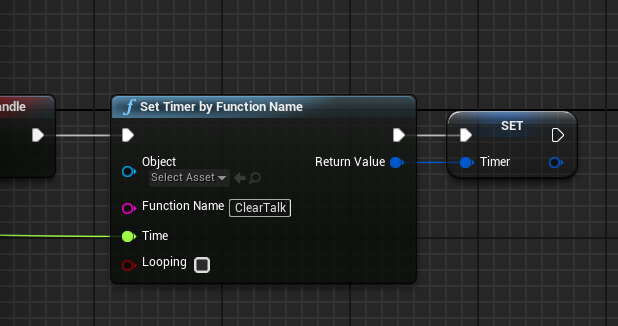 andle
f Set Timer by Function Name
SET
Object
Return Value
Timer
Select Asset
Function Name ClearTalk
Time
Looping